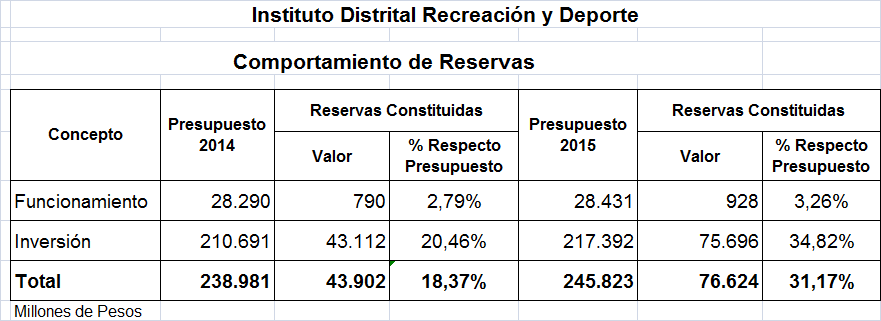 Instituto Distrital Recreación y Deporte
Comportamiento de Reservas
Concepto Presupuesto 2014 Reservas Constituidas Presupuesto 2015 Reservas Constituidas
Valor % Respecto Presupuesto Valor % Respecto Presupuesto
Funcionamiento 28.290 790 2,79% 28.431 928 3,26%
Inversión 210.691 43.112 20,46% 217.392 75.696 34,82%
Total 238.981 43.902 18,37% 245.823 76.624 31,17%
Millones de Pesos